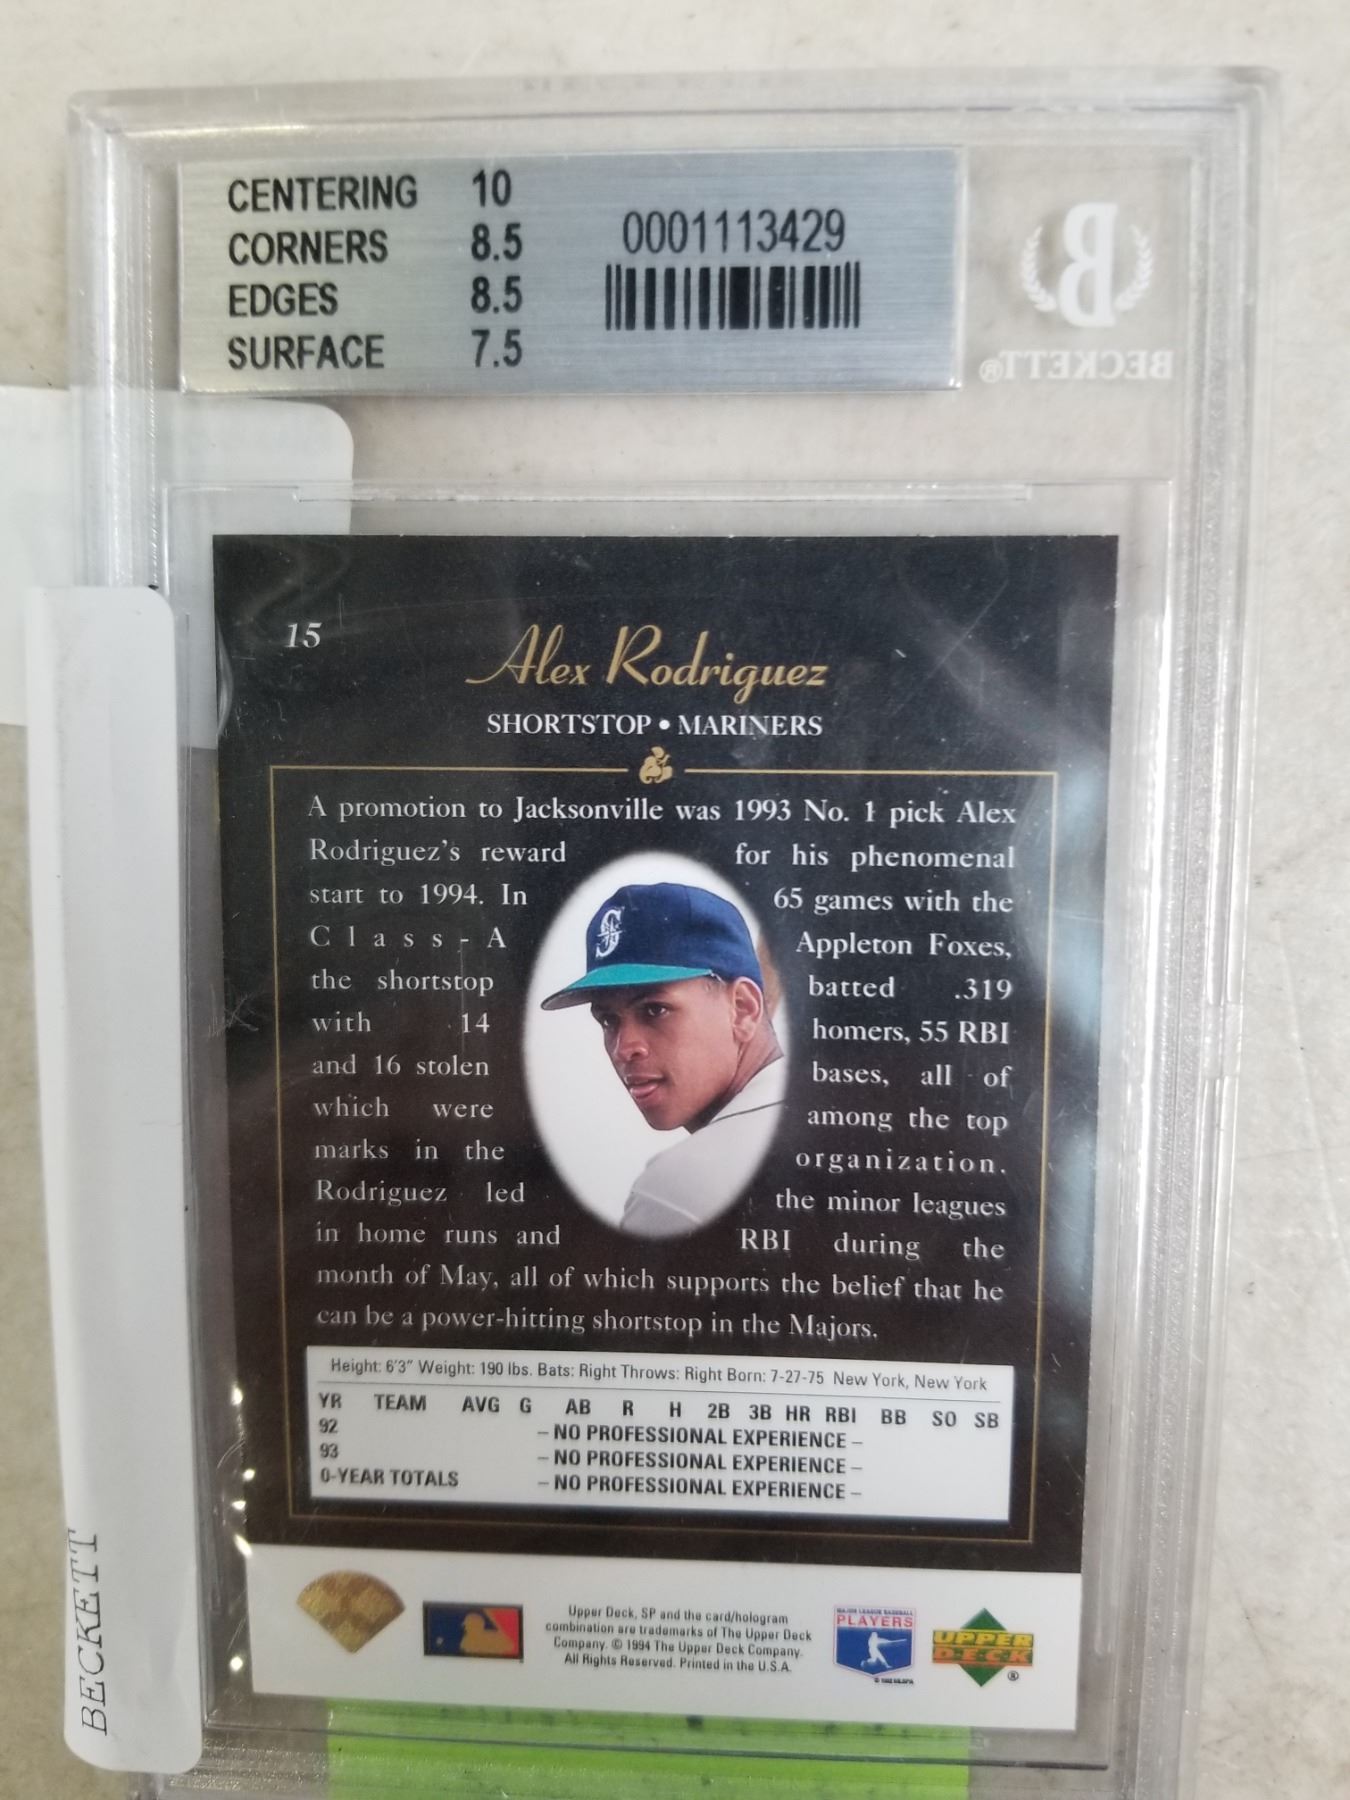 CENTERING 10
CORNERS 8.5
EDGES 8.5
SURFACE 7.5
0001113429
B
BECKETT®
15
Alex Rodriguez
SHORTSTOP • MARINERS
A promotion to Jacksonville was 1993 No. 1 pick Alex
Rodriguez's reward for his phenomenal
start to 1994. In 65 games with the
Class-A Appleton Foxes,
the shortstop batted .319
with 14 homers, 55 RBI
and 16 stolen bases, all of
which were among the top
marks in the organization.
Rodriguez led the minor leagues
in home runs and RBI during the
month of May, all of which supports the belief that he
can be a power-hitting shortstop in the Majors.
Height: 6'3" Weight: 190 lbs. Bats: Right Throws: Right Born: 7-27-75 New York, New York
YR TEAM AVG G AB R H 2B 3B HR RBI BB SO SB
92 – NO PROFESSIONAL EXPERIENCE –
93 – NO PROFESSIONAL EXPERIENCE –
0-YEAR TOTALS – NO PROFESSIONAL EXPERIENCE –
Upper Deck, SP and the card/hologram
combination are trademarks of The Upper Deck
Company. © 1994 The Upper Deck Company.
All Rights Reserved. Printed in the U.S.A.
MAJOR LEAGUE BASEBALL
PLAYERS
UPPER
DECK
®
BECKETT